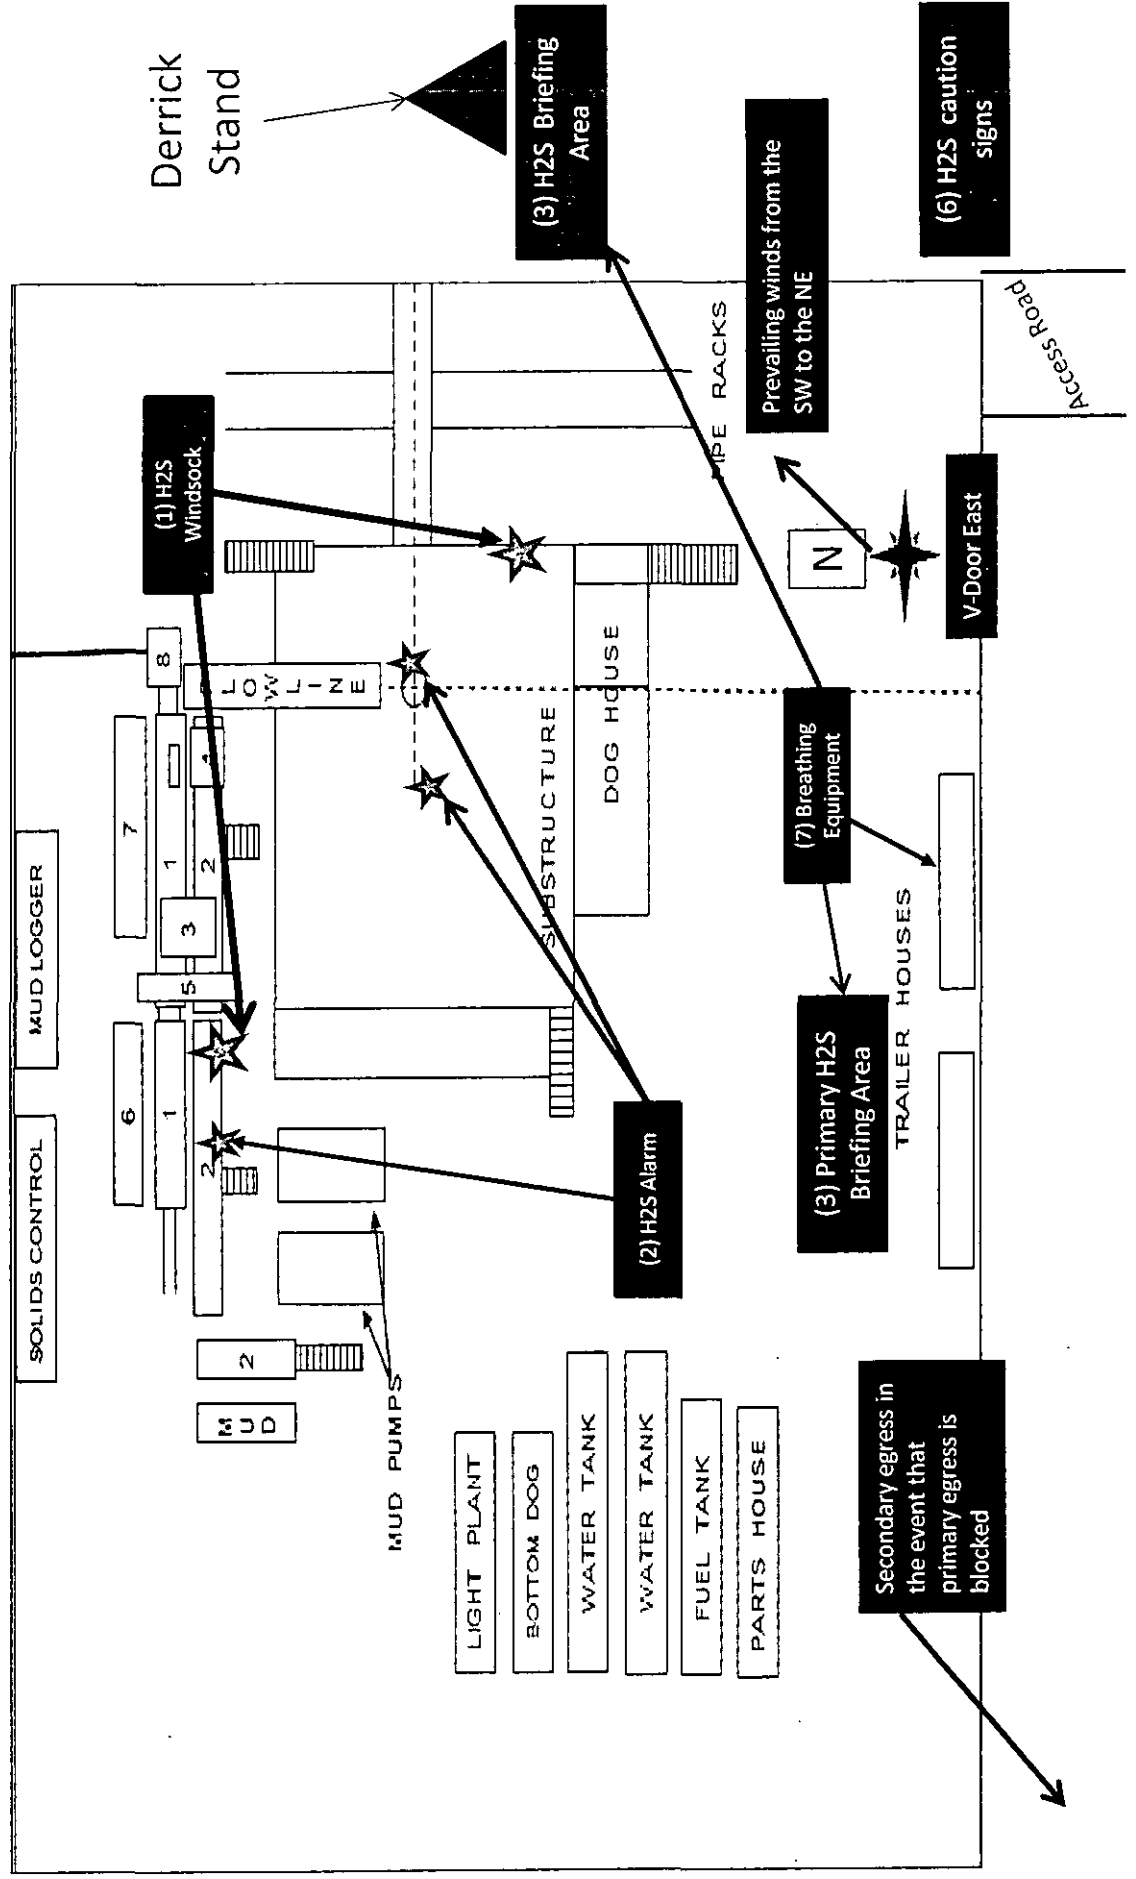 Derrick
Stand
(3) H2S Briefing
Area
(6) H2S caution
signs
Prevailing winds from the
SW to the NE
Access Road
(1) H2S
Windsock
IPE RACKS
N
V-Door East
8
LOW LINE
7
1
4
2
3
5
MUD LOGGER
SUBSTRUCTURE
DOG HOUSE
(7) Breathing
Equipment
(3) Primary H2S
Briefing Area
TRAILER HOUSES
(2) H2S Alarm
6
1
2
SOLIDS CONTROL
2
MUD
MUD PUMPS
LIGHT PLANT
BOTTOM DOG
WATER TANK
WATER TANK
FUEL TANK
PARTS HOUSE
Secondary egress in
the event that
primary egress is
blocked